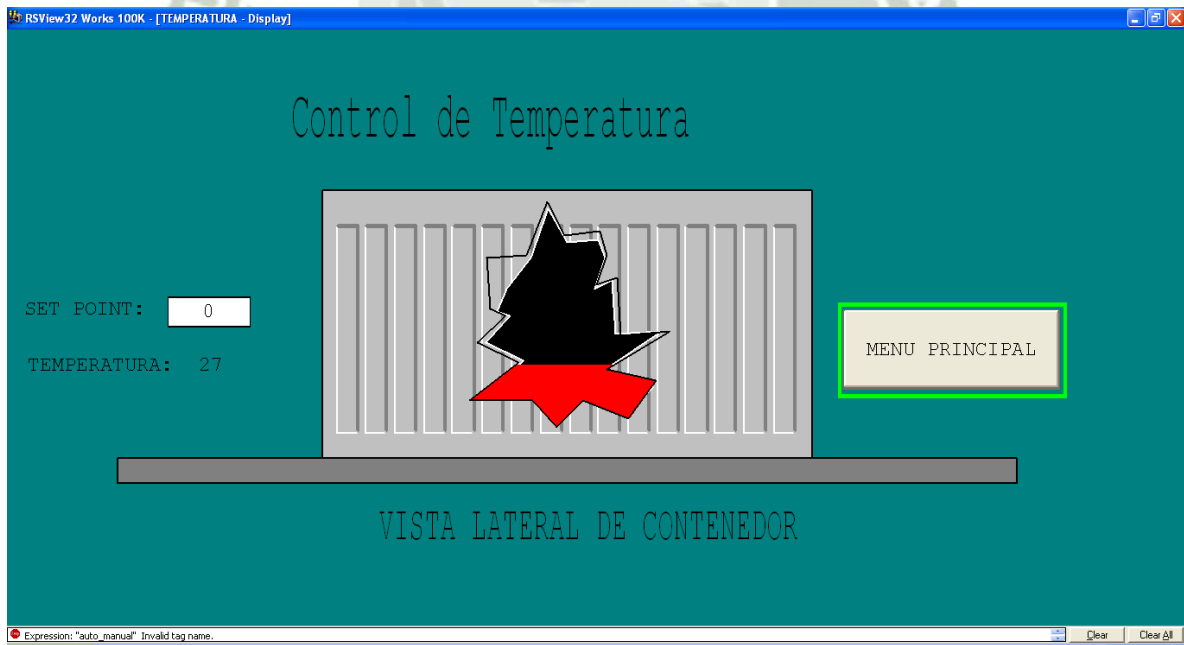 RSView32 Works 100K - [TEMPERATURA - Display]
Control de Temperatura
SET POINT: 0
TEMPERATURA: 27
MENU PRINCIPAL
VISTA LATERAL DE CONTENEDOR
Expression: "auto_manual" Invalid tag name.
Clear
Clear All